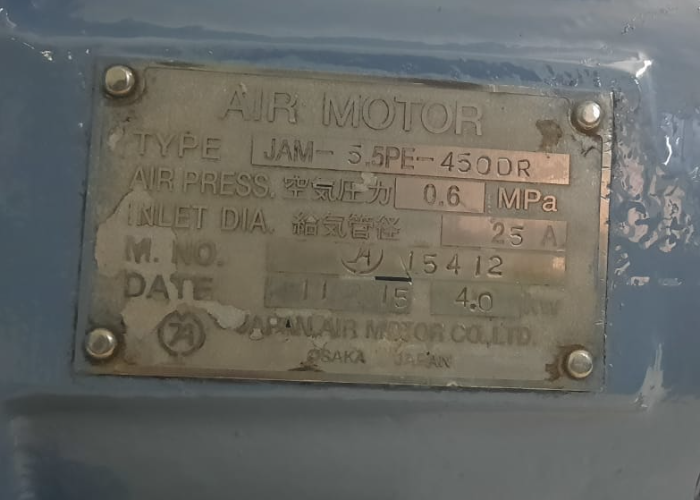 AIR MOTOR
TYPE JAM-5.5PE-450DR
AIR PRESS. 空気圧力 0.6 MPa
INLET DIA. 給気管径 25 A
M. NO. 15412
DATE 11 15 4.0 kW
JAPAN AIR MOTOR CO., LTD.
OSAKA JAPAN